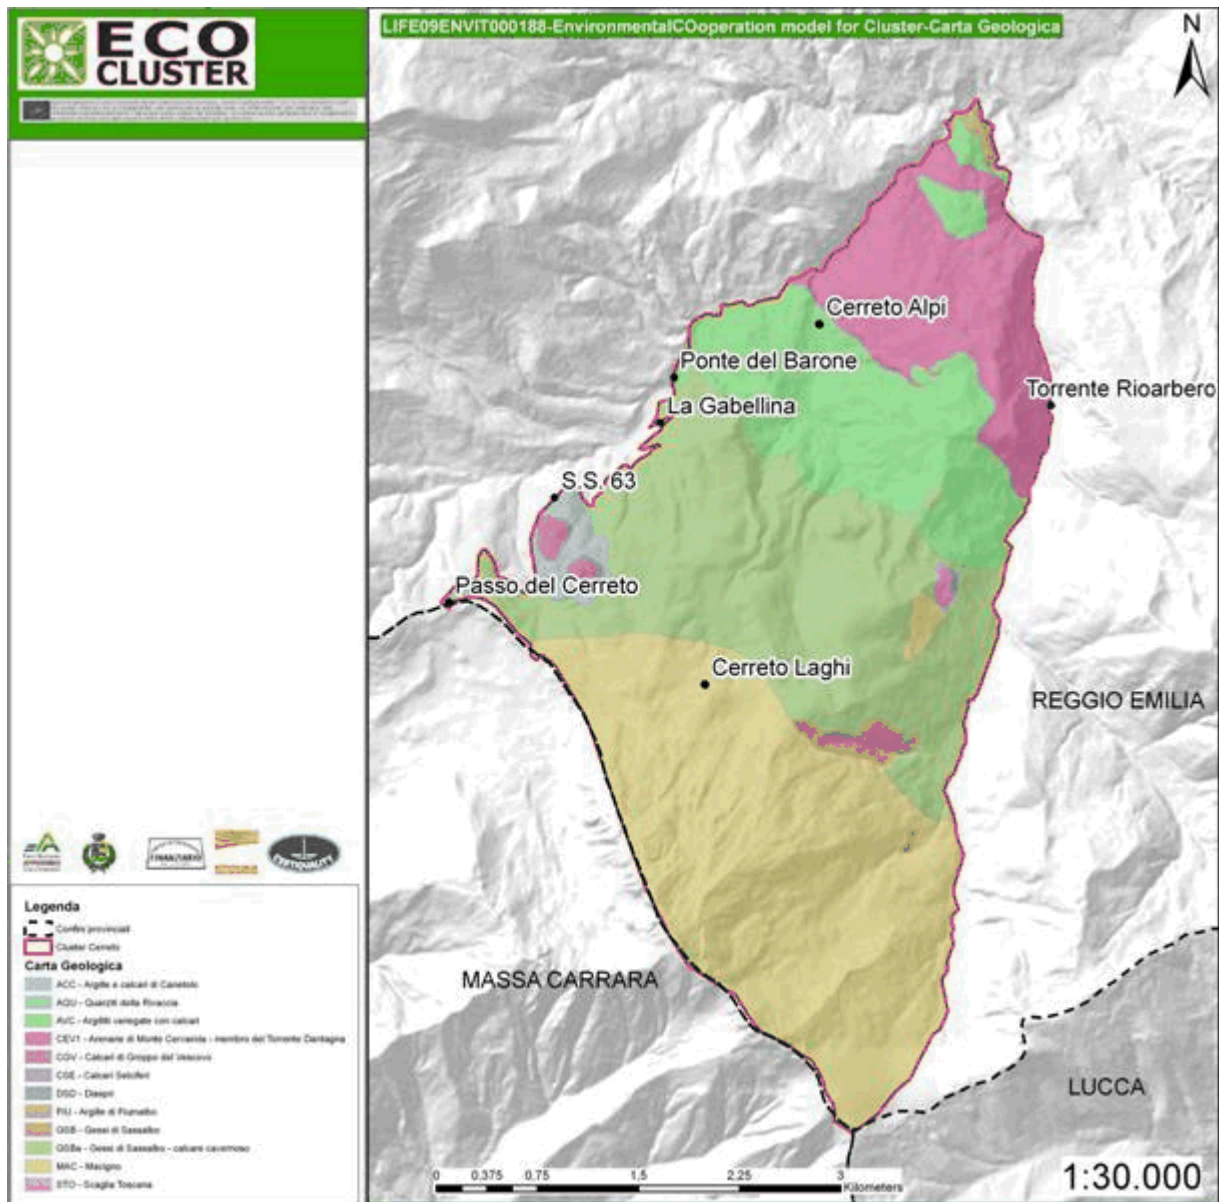 ECO
CLUSTER
LIFE09ENVIT000188-EnvironmentalCOoperation model for Cluster-Carta Geologica
N
Cerreto Alpi
Ponte del Barone
Torrente Rioarbero
La Gabellina
S.S. 63
Passo del Cerreto
Cerreto Laghi
REGGIO EMILIA
MASSA CARRARA
LUCCA
CERTIQUALITY
Legenda
Confini provinciali
Cluster Cerreto
Carta Geologica
ACC - Argille e calcari di Canetolo
AQU - Quarziti della Rivaccia
AVC - Argilliti variegate con calcari
CEV1 - Arenarie di Monte Cervarola - membro del Torrente Dardagna
CGV - Calcari di Groppo del Vescovo
CSE - Calcari Selciferi
DSD - Diaspri
FIU - Argille di Fiumalbo
GSB - Gessi di Sassalbo
GSBa - Gessi di Sassalbo - calcare cavernoso
MAC - Macigno
STO - Scaglia Toscana
0 0,375 0,75 1,5 2,25 3
Kilometers
1:30.000